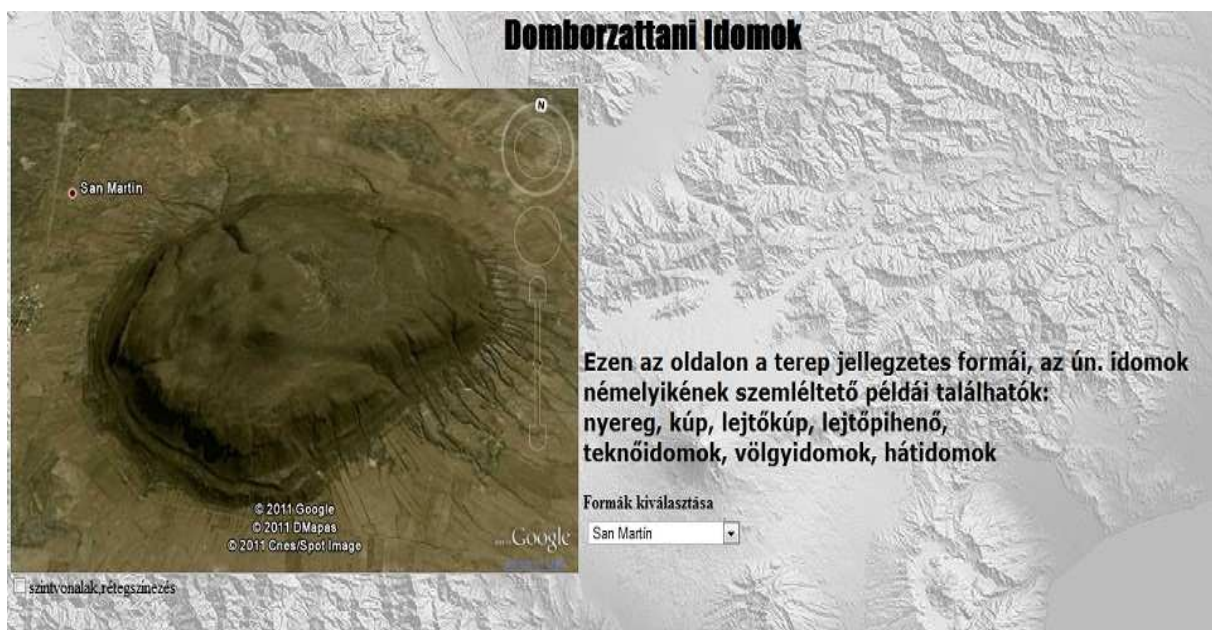 Domborzattani Idomok
N
San Martín
© 2011 Google
© 2011 DMapas
© 2011 Cnes/Spot Image
Google
szintvonalak,rétegszínezés
Ezen az oldalon a terep jellegzetes formái, az ún. idomok
némelyikének szemléltető példái találhatók:
nyereg, kúp, lejtőkúp, lejtőpihenő,
teknőidomok, völgyidomok, hátidomok
Formák kiválasztása
San Martín